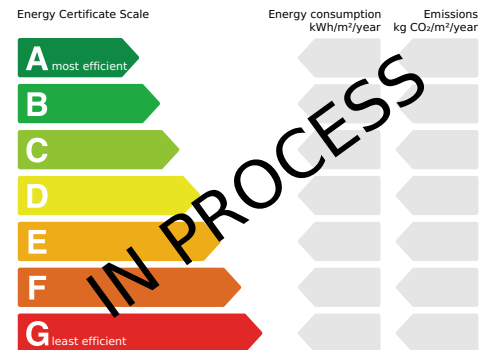 Energy Certificate Scale
Energy consumption
kWh/m²/year
Emissions
kg CO₂/m²/year
A most efficient
B
C
D
E
F
G least efficient
IN PROCESS